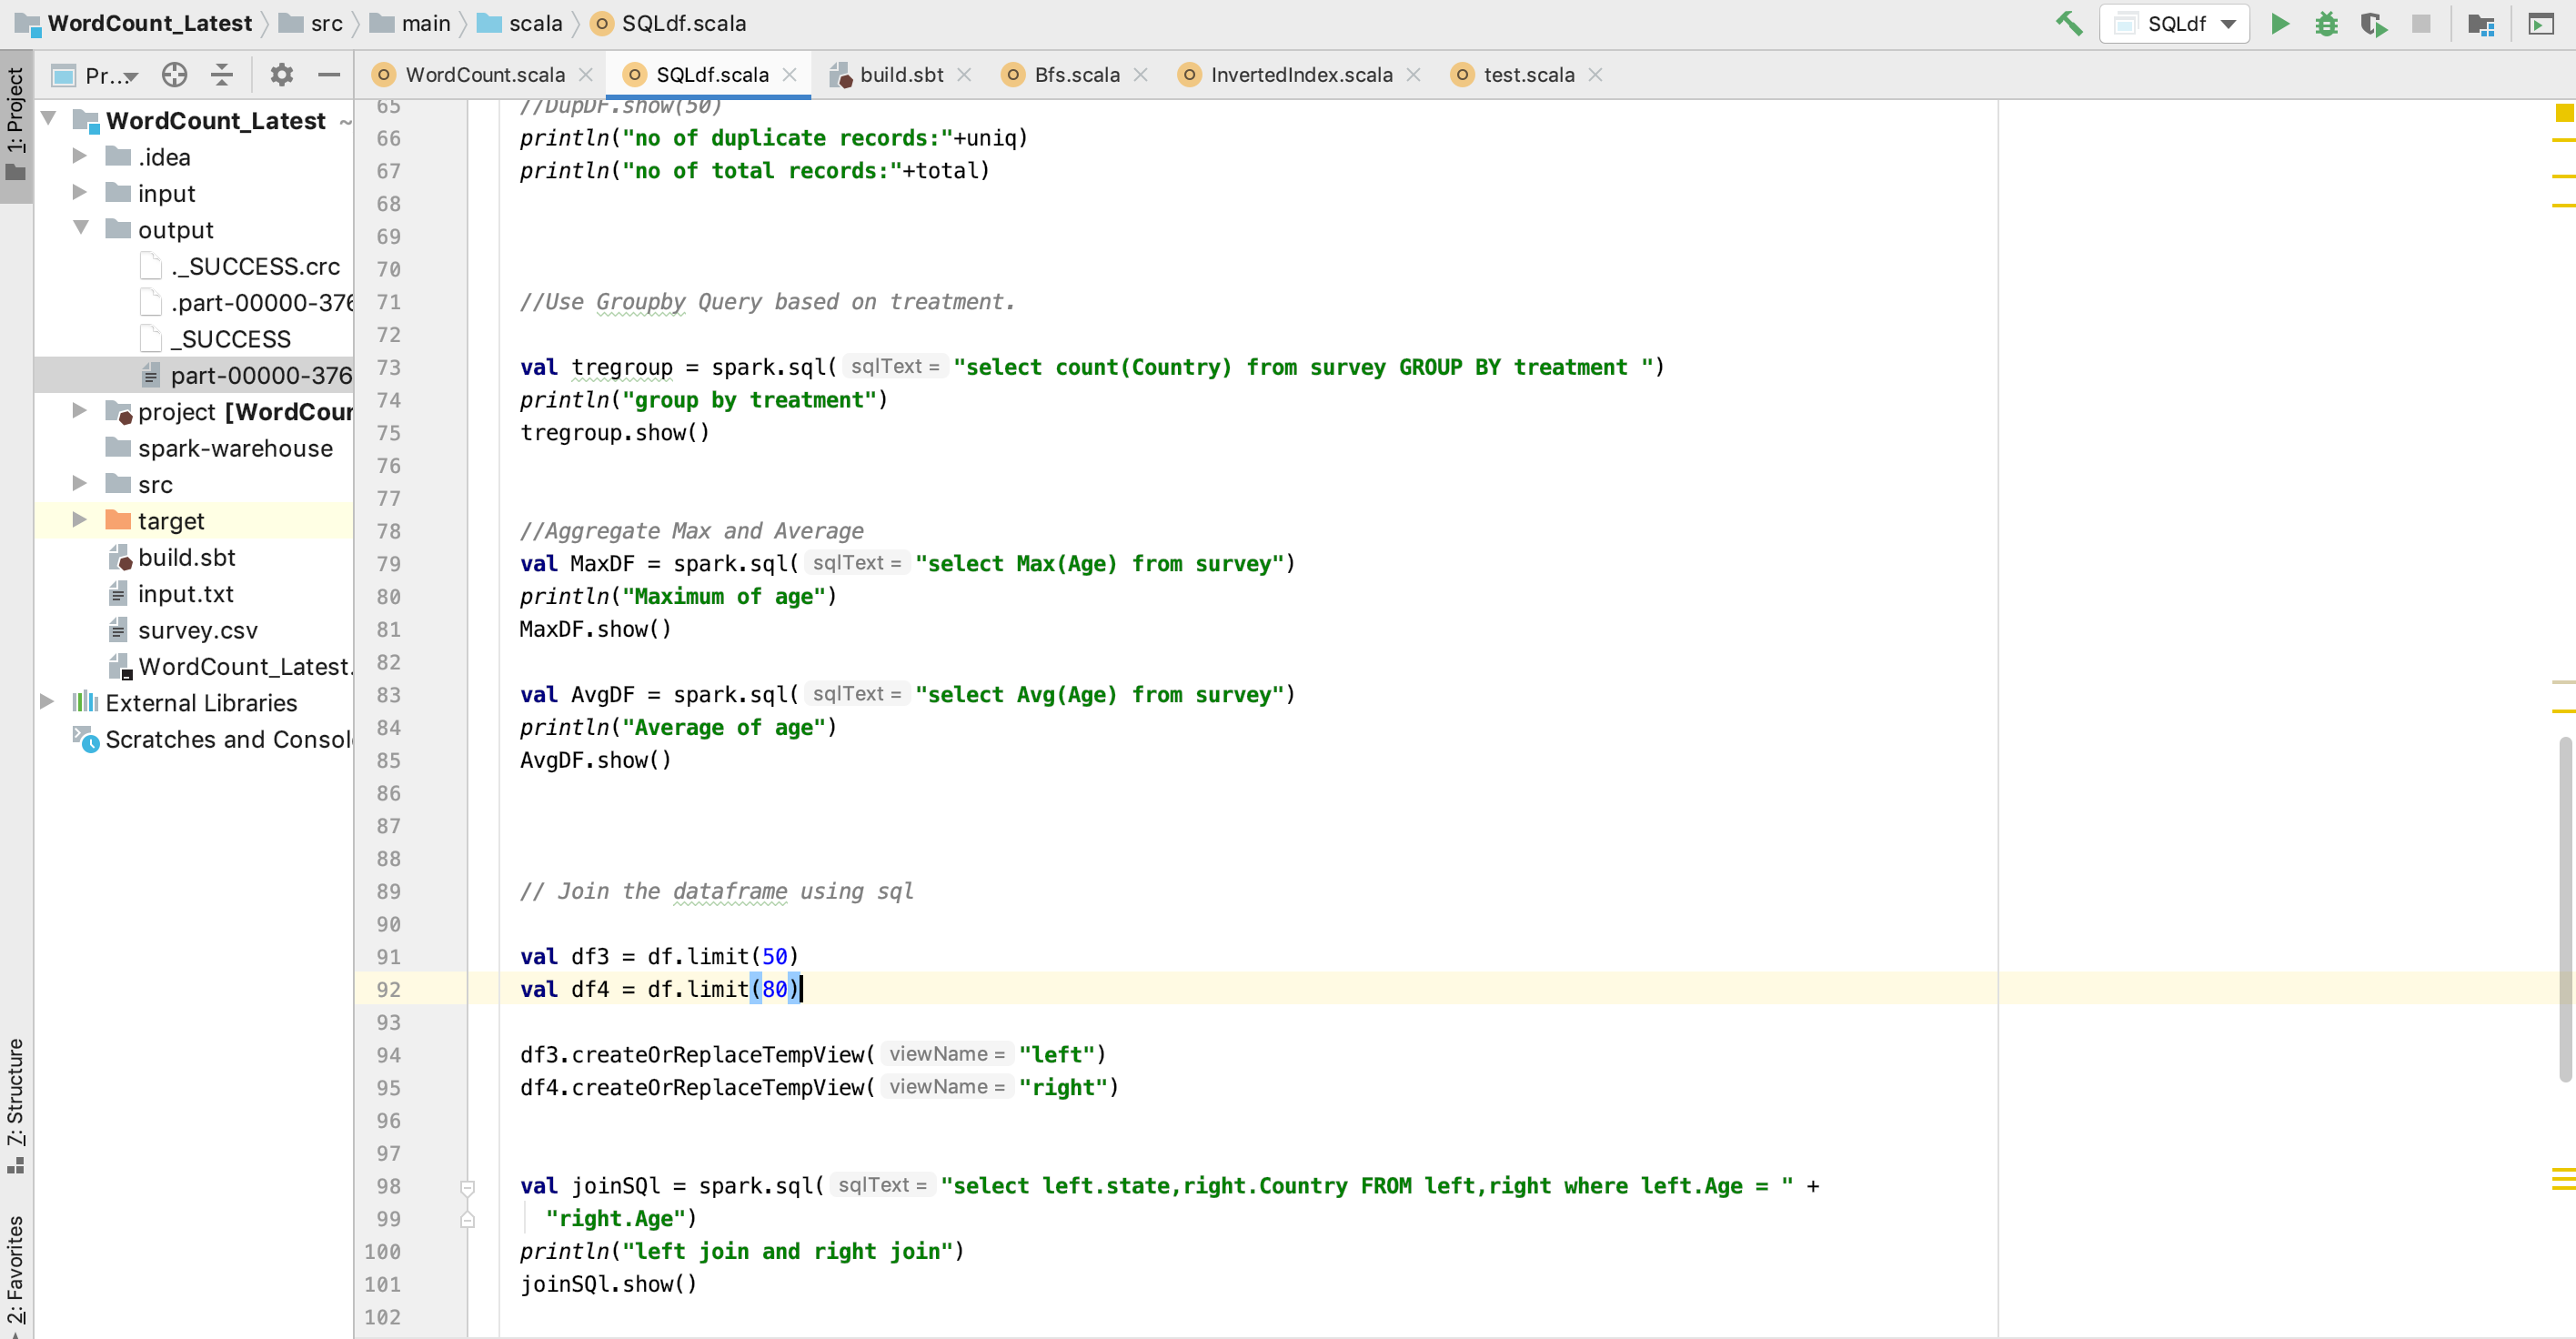 WordCount_Latest src main scala SQLdf.scala SQLdf
1: Project
Pr...
WordCount.scala SQLdf.scala build.sbt Bfs.scala InvertedIndex.scala test.scala
WordCount_Latest ~
.idea
input
output
._SUCCESS.crc
.part-00000-376
_SUCCESS
part-00000-376
project [WordCour
spark-warehouse
src
target
build.sbt
input.txt
survey.csv
WordCount_Latest.
External Libraries
Scratches and Consol
7: Structure
2: Favorites
65 //DupDF.show(50)
66 println("no of duplicate records:"+uniq)
67 println("no of total records:"+total)
68
69
70
71 //Use Groupby Query based on treatment.
72
73 val tregroup = spark.sql( sqlText = "select count(Country) from survey GROUP BY treatment ")
74 println("group by treatment")
75 tregroup.show()
76
77
78 //Aggregate Max and Average
79 val MaxDF = spark.sql( sqlText = "select Max(Age) from survey")
80 println("Maximum of age")
81 MaxDF.show()
82
83 val AvgDF = spark.sql( sqlText = "select Avg(Age) from survey")
84 println("Average of age")
85 AvgDF.show()
86
87
88
89 // Join the dataframe using sql
90
91 val df3 = df.limit(50)
92 val df4 = df.limit(80)
93
94 df3.createOrReplaceTempView( viewName = "left")
95 df4.createOrReplaceTempView( viewName = "right")
96
97
98 val joinSQl = spark.sql( sqlText = "select left.state,right.Country FROM left,right where left.Age = " +
99 "right.Age")
100 println("left join and right join")
101 joinSQl.show()
102